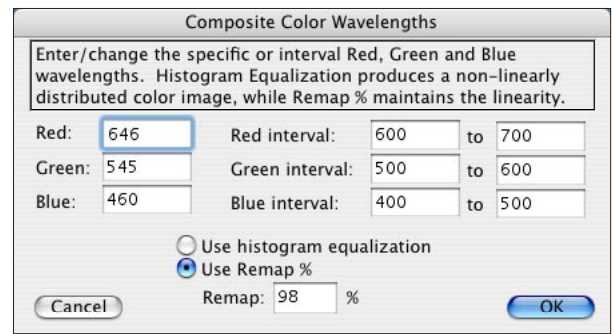 Composite Color Wavelengths
Enter/change the specific or interval Red, Green and Blue
wavelengths. Histogram Equalization produces a non-linearly
distributed color image, while Remap % maintains the linearity.
Red: 646 Red interval: 600 to 700
Green: 545 Green interval: 500 to 600
Blue: 460 Blue interval: 400 to 500
Use histogram equalization
Use Remap %
Remap: 98 %
Cancel OK